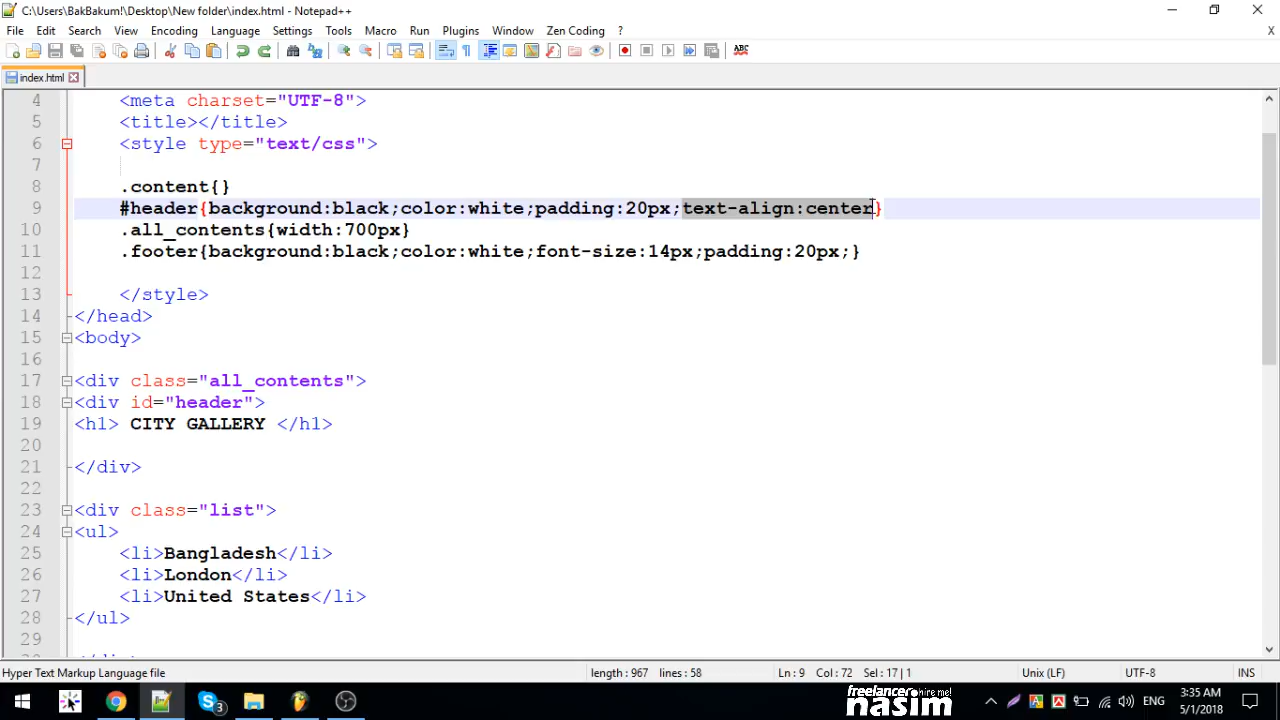 C:\Users\BakBakum!\Desktop\New folder\index.html - Notepad++
File Edit Search View Encoding Language Settings Tools Macro Run Plugins Window Zen Coding ? X
ABC
index.html
4 <meta charset="UTF-8">
5 <title></title>
6 <style type="text/css">
7
8 .content{}
9 #header{background:black;color:white;padding:20px;text-align:center}
10 .all_contents{width:700px}
11 .footer{background:black;color:white;font-size:14px;padding:20px;}
12
13 </style>
14 </head>
15 <body>
16
17 <div class="all_contents">
18 <div id="header">
19 <h1> CITY GALLERY </h1>
20
21 </div>
22
23 <div class="list">
24 <ul>
25 <li>Bangladesh</li>
26 <li>London</li>
27 <li>United States</li>
28 </ul>
29
Hyper Text Markup Language file length : 967 lines : 58 Ln : 9 Col : 72 Sel : 17 | 1 Unix (LF) UTF-8 INS
3
freelancer hire me!
nasim
ENG
3:35 AM
5/1/2018